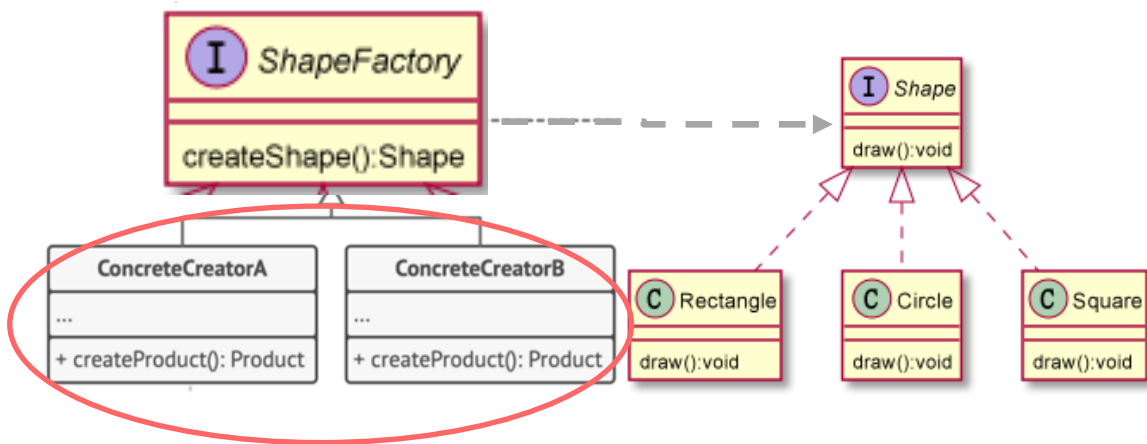 I ShapeFactory
createShape():Shape
I Shape
draw():void
ConcreteCreatorA
...
+ createProduct(): Product
ConcreteCreatorB
...
+ createProduct(): Product
C Rectangle
draw():void
C Circle
draw():void
C Square
draw():void